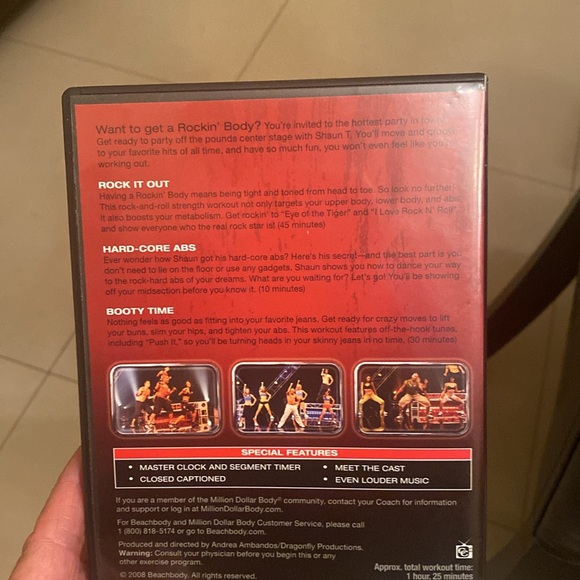 Want to get a Rockin' Body? You're invited to the hottest party in town.
Get ready to party off the pounds center stage with Shaun T. You'll move and groove
to your favorite hits of all time, and have so much fun, you won't even feel like you're
working out.
ROCK IT OUT
Having a Rockin' Body means being tight and toned from head to toe. So look no further!
This rock-and-roll strength workout not only targets your upper body, lower body, and abs,
it also boosts your metabolism. Get rockin' to "Eye of the Tiger" and "I Love Rock N' Roll"
and show everyone who the real rock star is! (45 minutes)
HARD-CORE ABS
Ever wonder how Shaun got his hard-core abs? Here's his secret—and the best part is you
don't need to lie on the floor or use any gadgets. Shaun shows you how to dance your way
to the rock-hard abs of your dreams. What are you waiting for? Let's go! You'll be showing
off your midsection before you know it. (10 minutes)
BOOTY TIME
Nothing feels as good as fitting into your favorite jeans. Get ready for crazy moves to lift
your buns, slim your hips, and tighten your abs. This workout features off-the-hook tunes,
including "Push It," so you'll be turning heads in your skinny jeans in no time. (30 minutes)
SPECIAL FEATURES
• MASTER CLOCK AND SEGMENT TIMER
• MEET THE CAST
• CLOSED CAPTIONED
• EVEN LOUDER MUSIC
If you are a member of the Million Dollar Body® community, contact your Coach for information
and support or log in at MillionDollarBody.com.
For Beachbody and Million Dollar Body Customer Service, please call
1 (800) 818-5174 or go to Beachbody.com.
Produced and directed by Andrea Ambandos/Dragonfly Productions.
Warning: Consult your physician before you begin this or any
other exercise program.
© 2008 Beachbody. All rights reserved.
CC
Approx. total workout time:
1 hour, 25 minutes